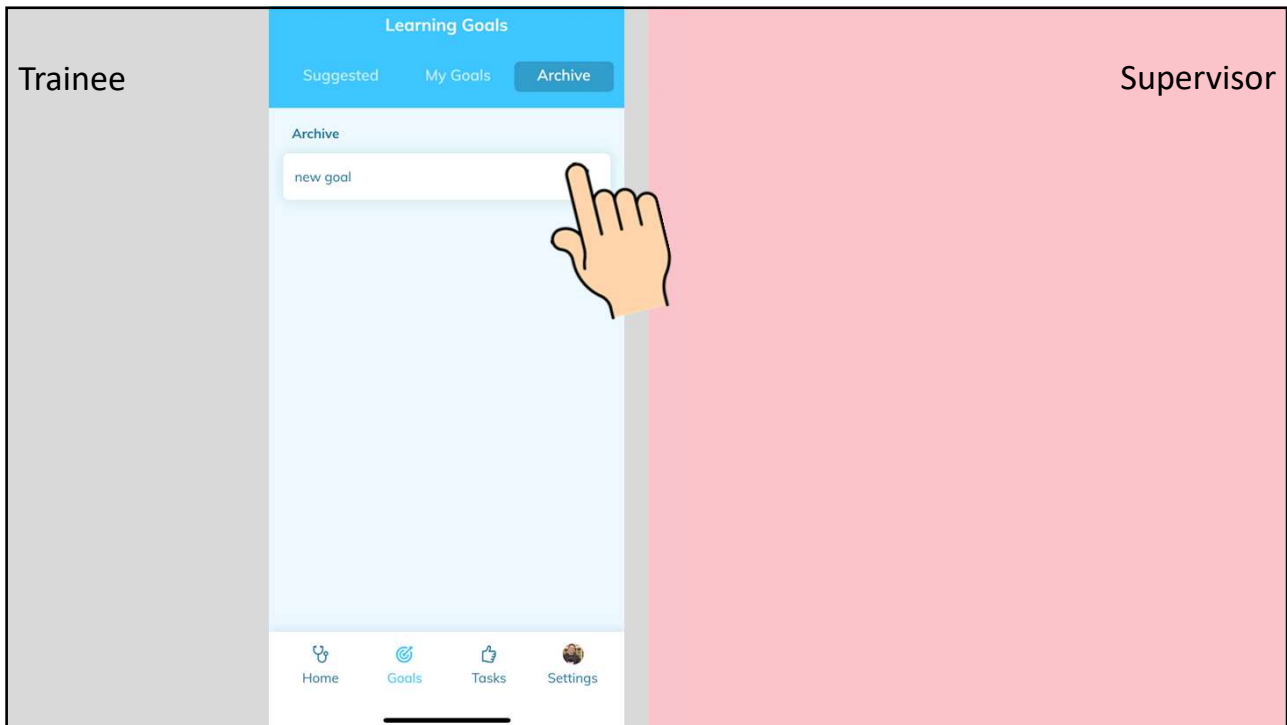 Learning Goals
Trainee
Suggested My Goals Archive
Supervisor
Archive
new goal
Home Goals Tasks Settings